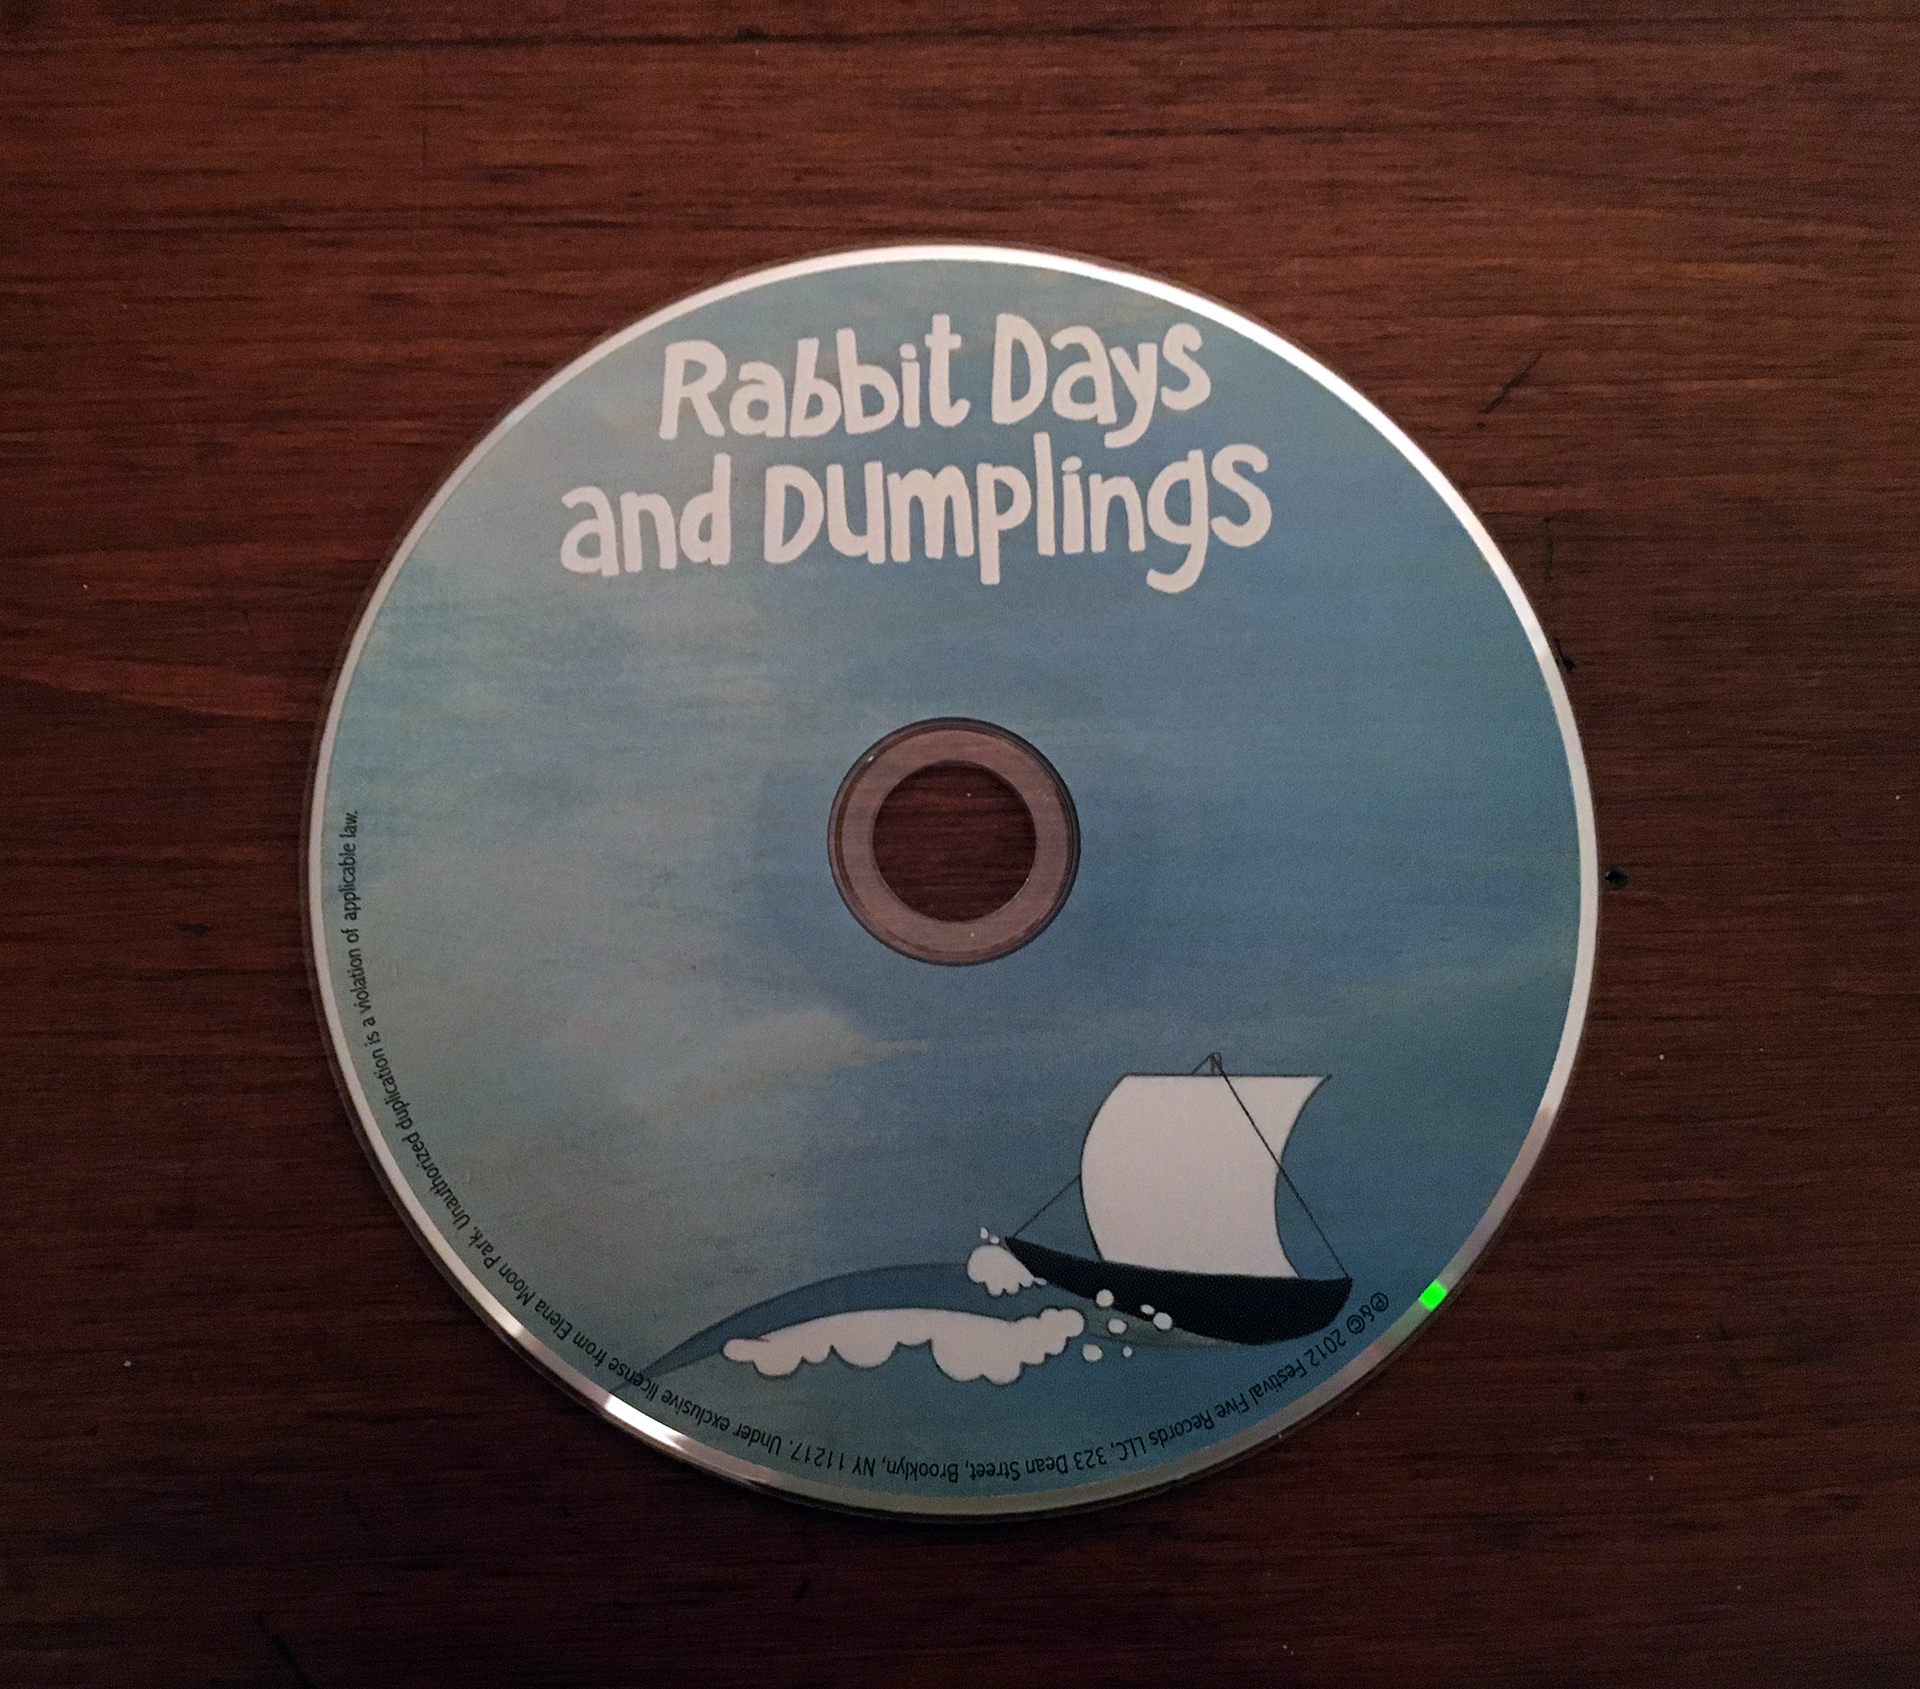 Rabbit Days
and Dumplings
℗&© 2012 Festival Five Records LLC, 323 Dean Street, Brooklyn, NY 11217. Under exclusive license from Elena Moon Park. Unauthorized duplication is a violation of applicable law.